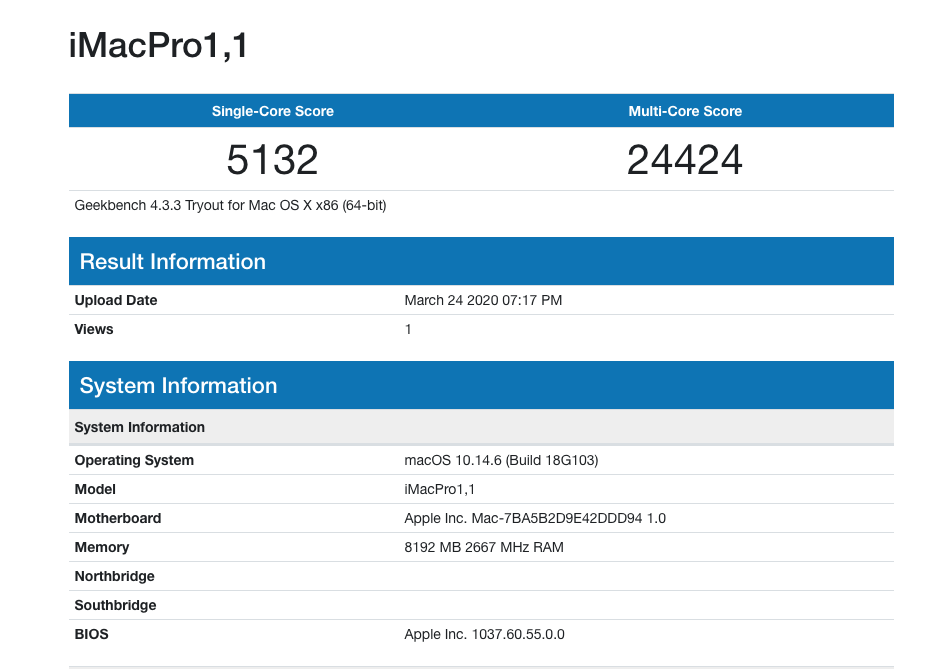 iMacPro1,1
Single-Core Score Multi-Core Score
5132 24424
Geekbench 4.3.3 Tryout for Mac OS X x86 (64-bit)
Result Information
Upload Date March 24 2020 07:17 PM
Views 1
System Information
System Information
Operating System macOS 10.14.6 (Build 18G103)
Model iMacPro1,1
Motherboard Apple Inc. Mac-7BA5B2D9E42DDD94 1.0
Memory 8192 MB 2667 MHz RAM
Northbridge
Southbridge
BIOS Apple Inc. 1037.60.55.0.0